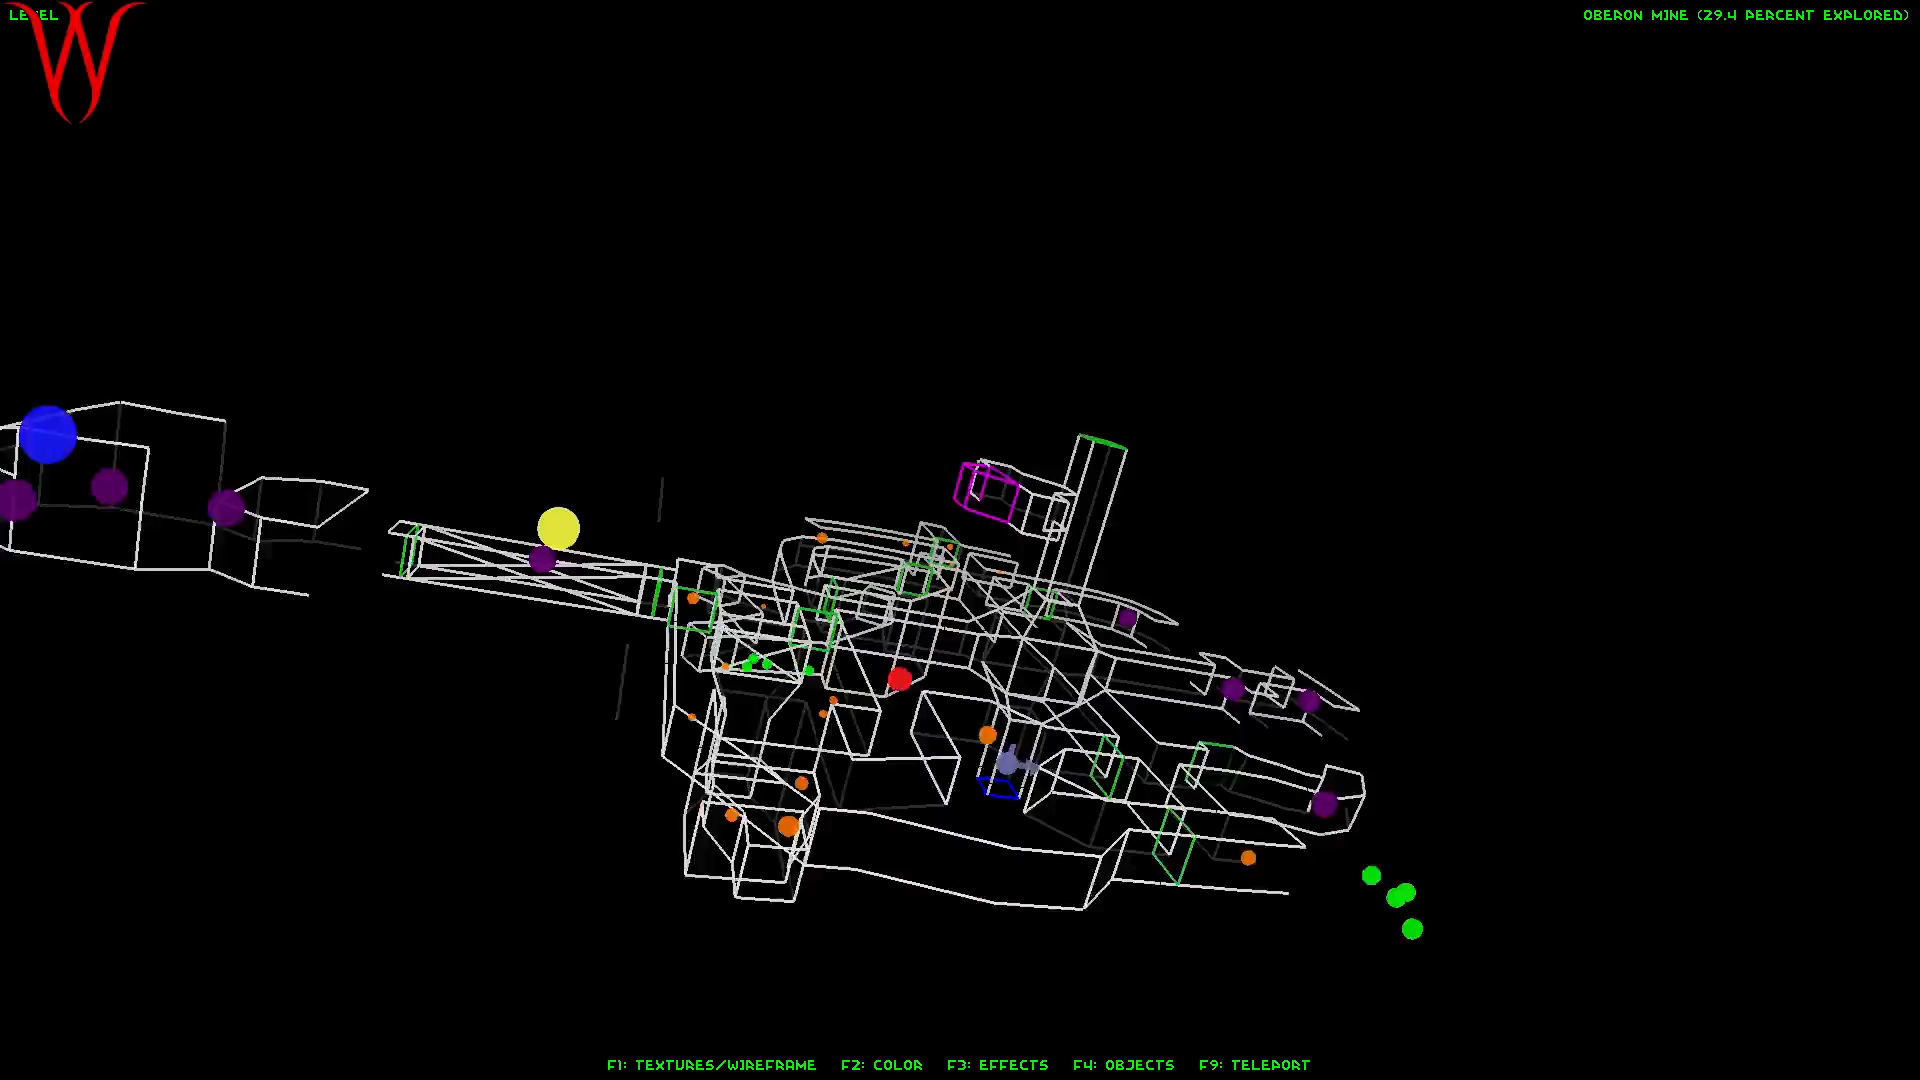 LEVEL
W
OBERON MINE (29.4 PERCENT EXPLORED)
F1: TEXTURES/WIREFRAME F2: COLOR F3: EFFECTS F4: OBJECTS F9: TELEPORT